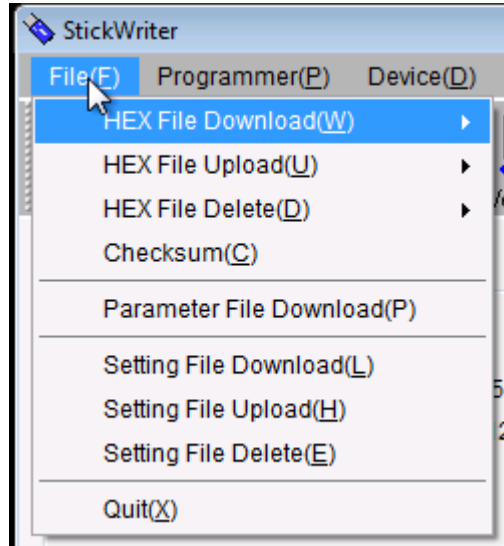 StickWriter
File(F) Programmer(P) Device(D)
HEX File Download(W)
HEX File Upload(U)
HEX File Delete(D)
Checksum(C)
Parameter File Download(P)
Setting File Download(L)
Setting File Upload(H)
Setting File Delete(E)
Quit(X)